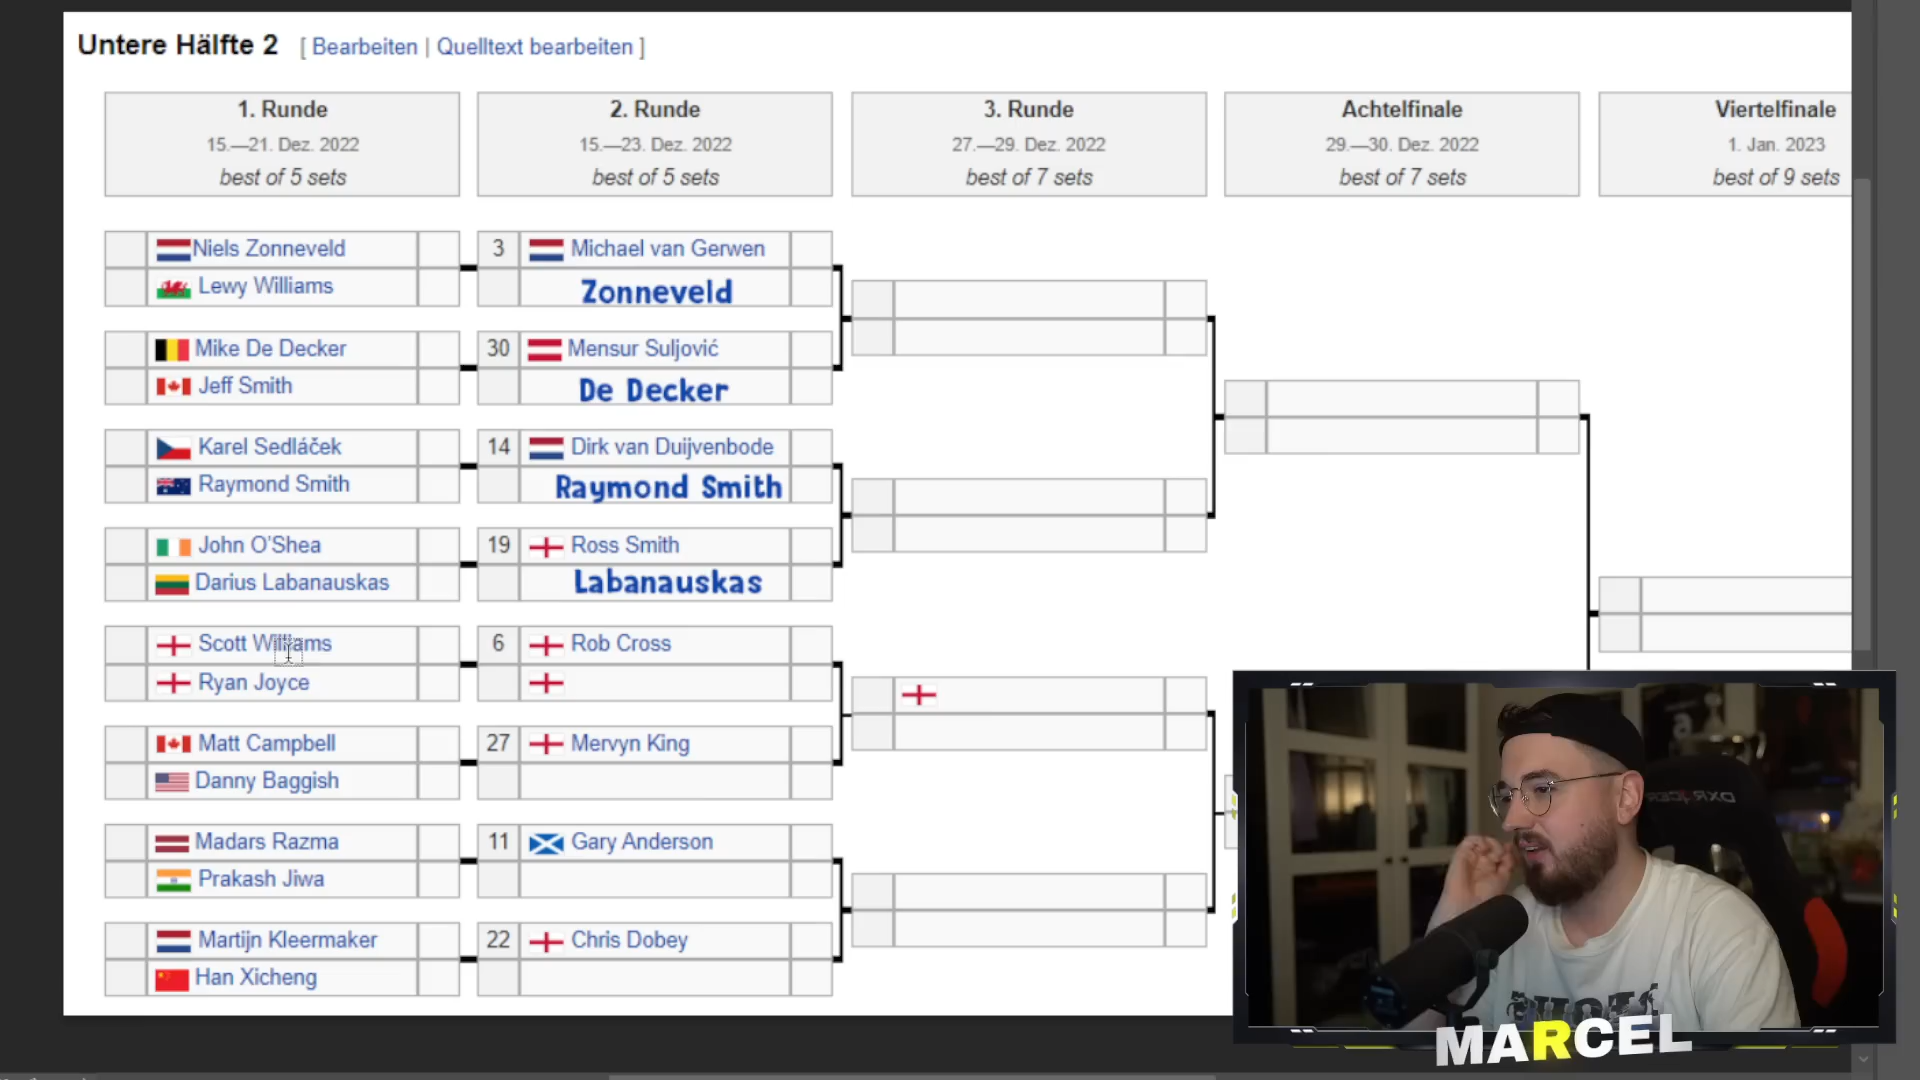 Untere Hälfte 2 [ Bearbeiten | Quelltext bearbeiten ]
1. Runde
15.—21. Dez. 2022
best of 5 sets
2. Runde
15.—23. Dez. 2022
best of 5 sets
3. Runde
27.—29. Dez. 2022
best of 7 sets
Achtelfinale
29.—30. Dez. 2022
best of 7 sets
Viertelfinale
1. Jan. 2023
best of 9 sets
Niels Zonneveld
Lewy Williams
3 Michael van Gerwen
Zonneveld
Mike De Decker
Jeff Smith
30 Mensur Suljović
De Decker
Karel Sedláček
Raymond Smith
14 Dirk van Duijvenbode
Raymond Smith
John O'Shea
Darius Labanauskas
19 Ross Smith
Labanauskas
Scott Williams
Ryan Joyce
6 Rob Cross
Matt Campbell
Danny Baggish
27 Mervyn King
Madars Razma
Prakash Jiwa
11 Gary Anderson
Martijn Kleermaker
Han Xicheng
22 Chris Dobey
MARCEL